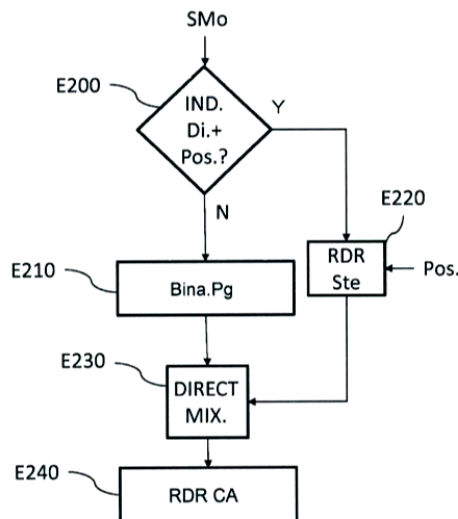 SMo
E200
IND.
Di.+
Pos.?
Y
N
E220
RDR
Ste
Pos.
E210
Bina.Pg
E230
DIRECT
MIX.
E240
RDR CA